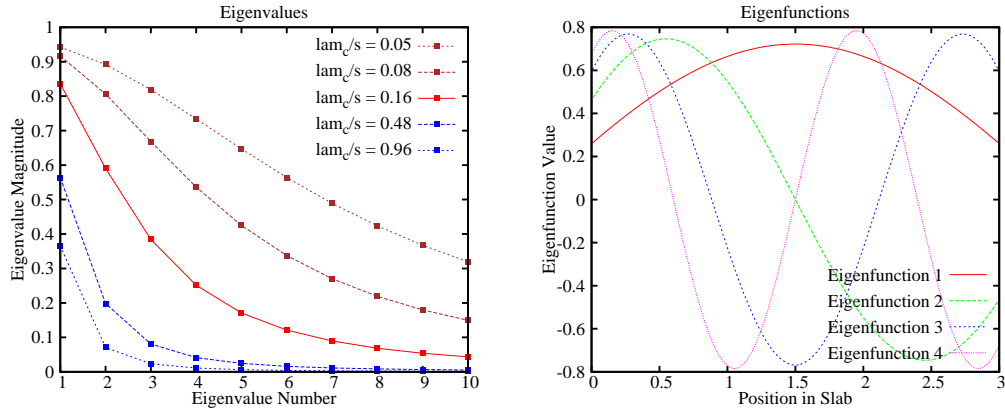 Eigenvalues
1
0.9
0.8
0.7
0.6
0.5
0.4
0.3
0.2
0.1
0
Eigenvalue Magnitude
lam_c/s = 0.05
lam_c/s = 0.08
lam_c/s = 0.16
lam_c/s = 0.48
lam_c/s = 0.96
1 2 3 4 5 6 7 8 9 10
Eigenvalue Number
Eigenfunctions
0.8
0.6
0.4
0.2
0
-0.2
-0.4
-0.6
-0.8
Eigenfunction Value
Eigenfunction 1
Eigenfunction 2
Eigenfunction 3
Eigenfunction 4
0 0.5 1 1.5 2 2.5 3
Position in Slab